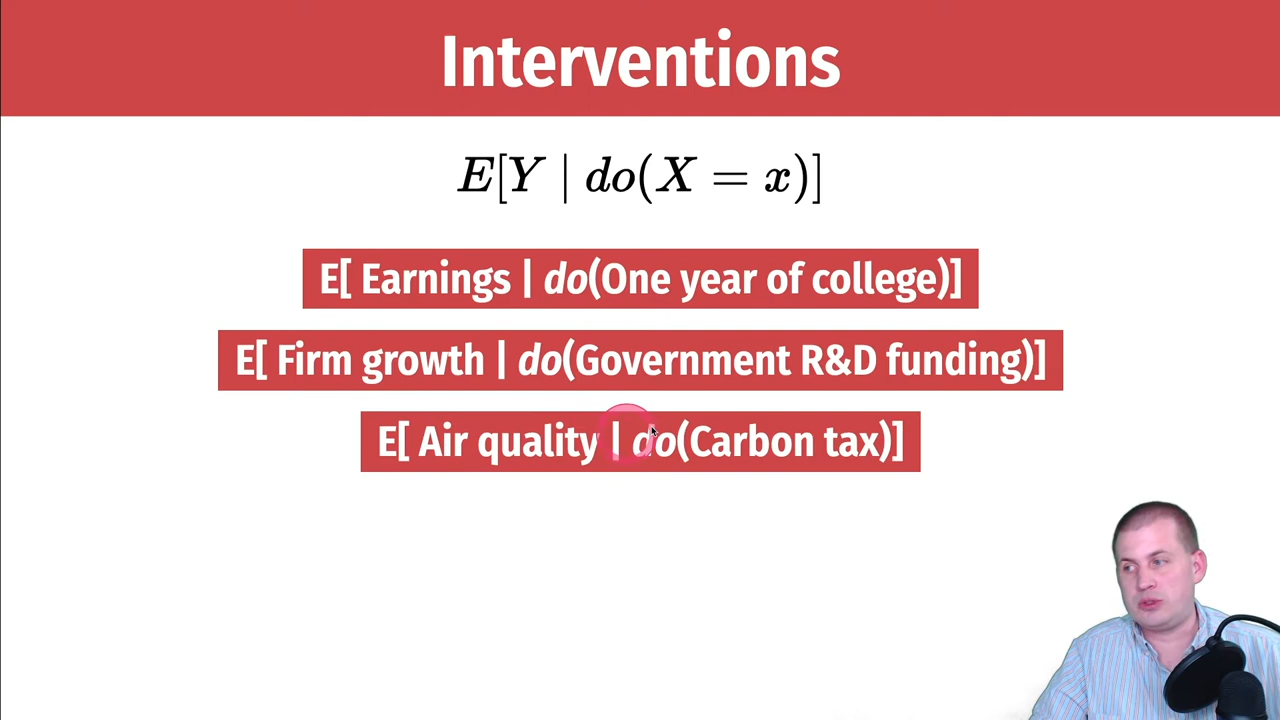 Interventions
E[Y | do(X = x)]
E[ Earnings | do(One year of college)]
E[ Firm growth | do(Government R&D funding)]
E[ Air quality | do(Carbon tax)]